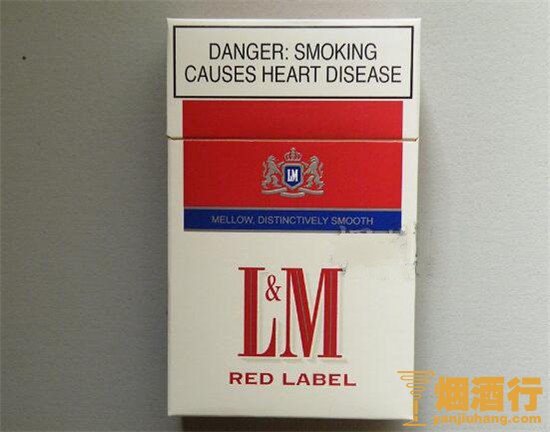 DANGER: SMOKING
CAUSES HEART DISEASE
LM
MELLOW, DISTINCTIVELY SMOOTH
L&M
RED LABEL
烟酒行
yanjiuhang.com